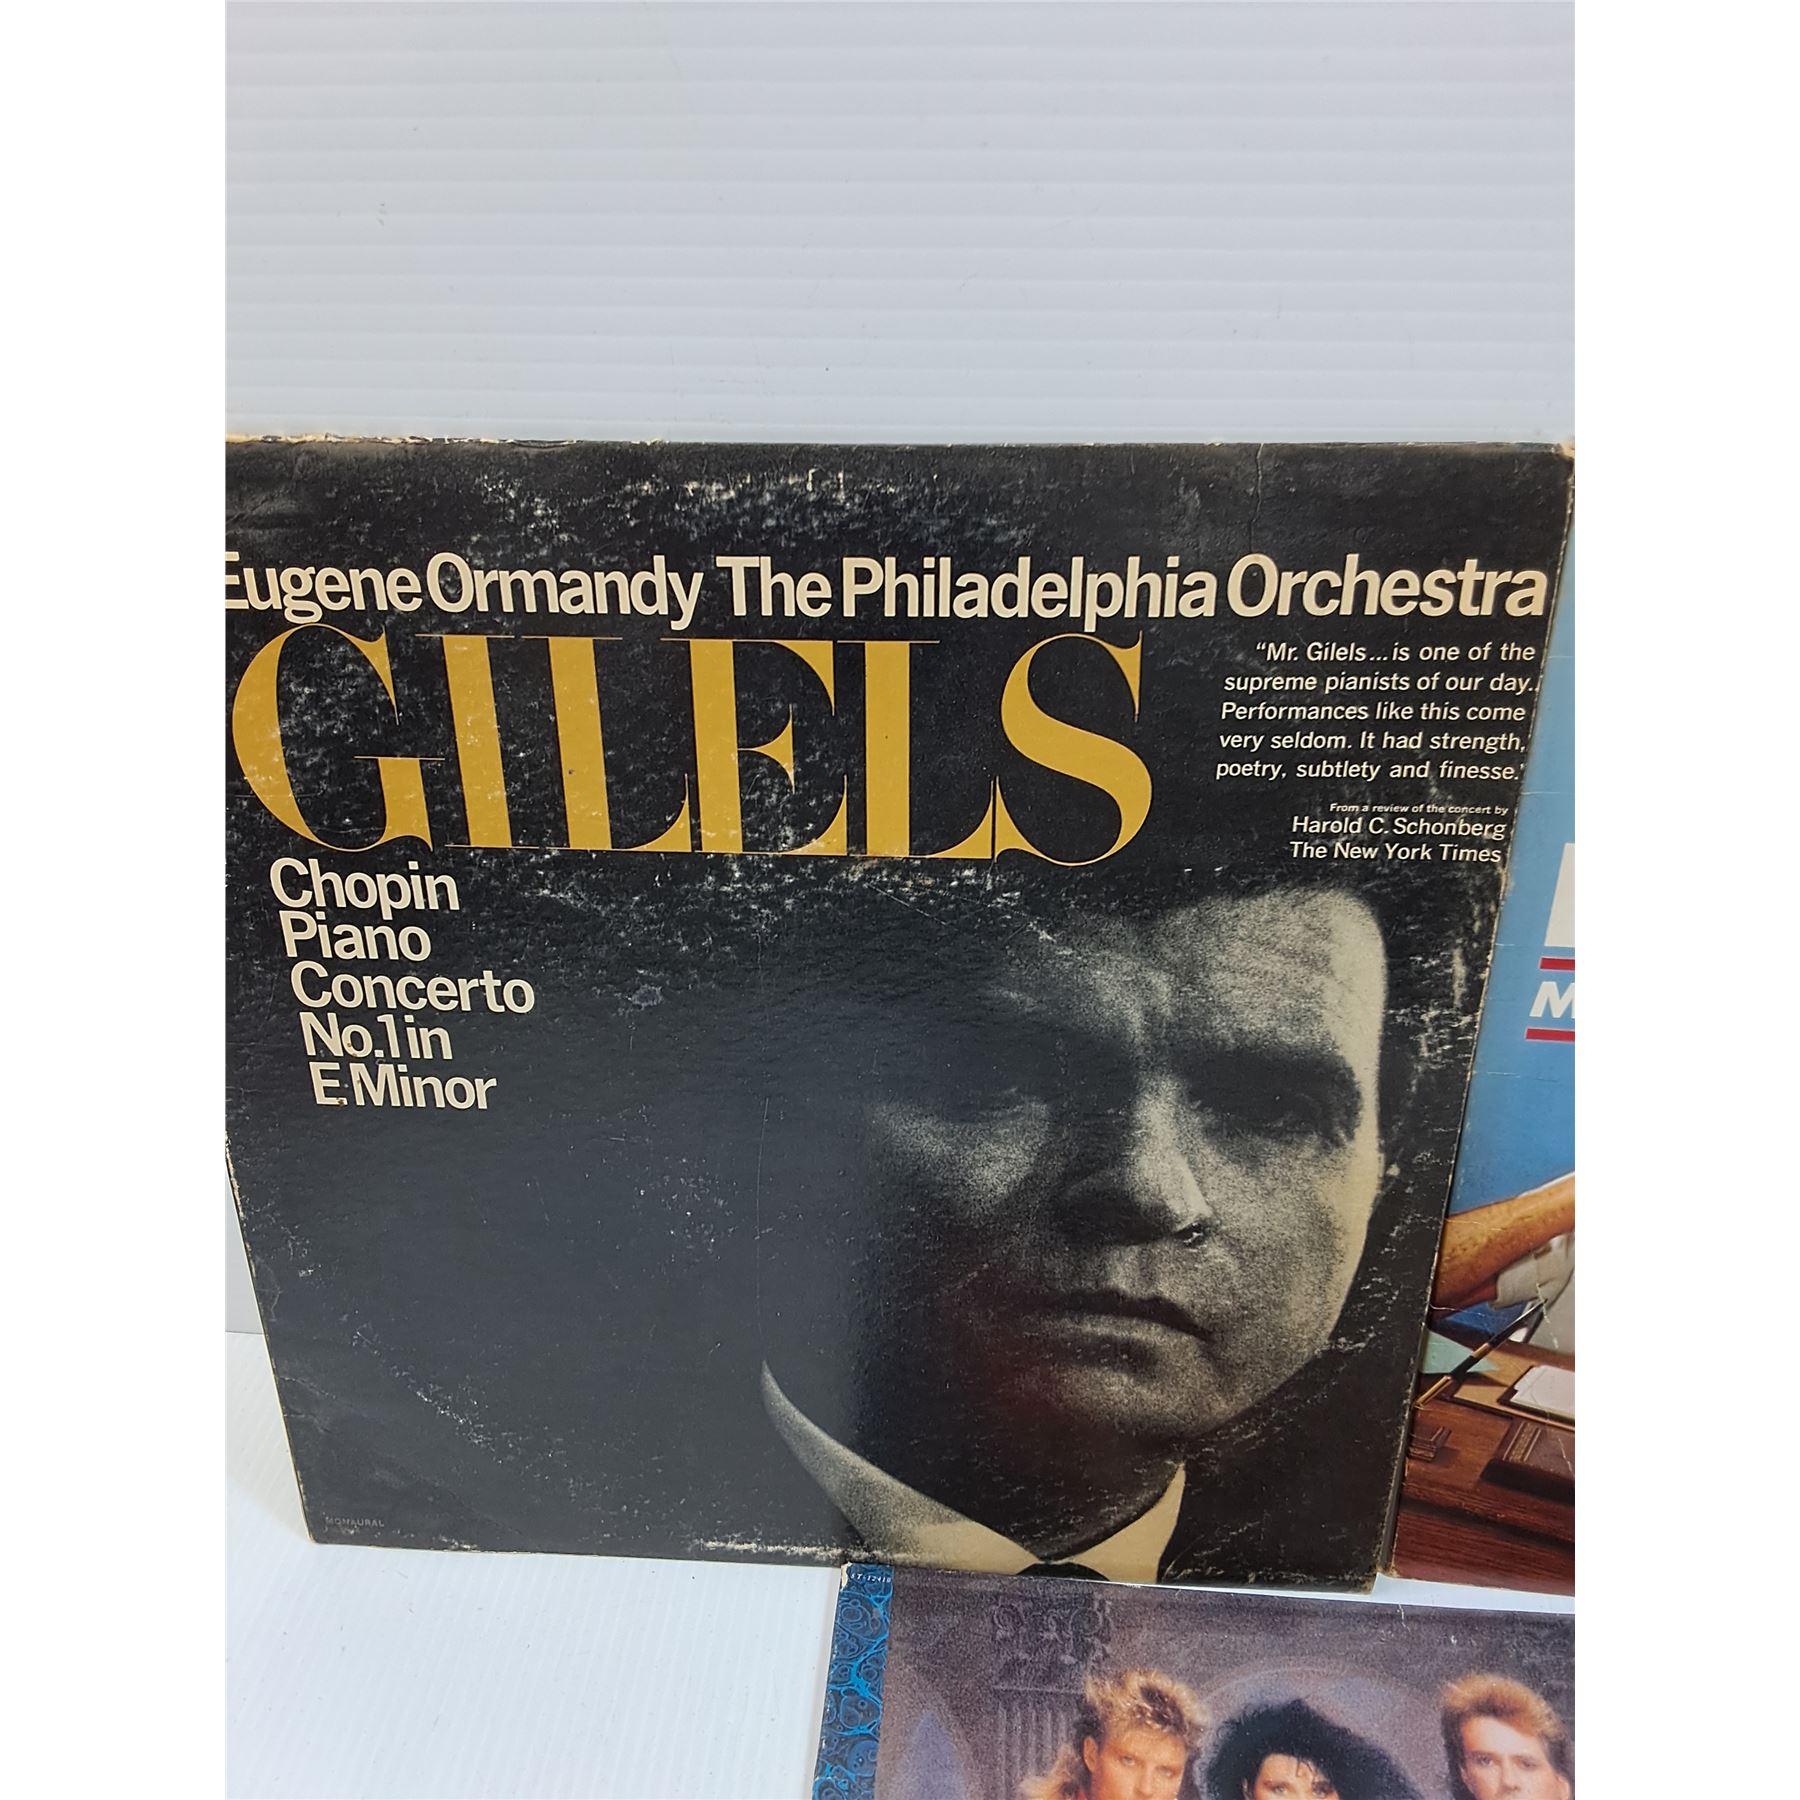 Eugene Ormandy The Philadelphia Orchestra
GILELS
"Mr. Gilels...is one of the
supreme pianists of our day..
Performances like this come
very seldom. It had strength,
poetry, subtlety and finesse."
From a review of the concert by
Harold C. Schonberg
The New York Times
Chopin
Piano
Concerto
No.1 in
E Minor
MONAURAL
M
ST-12410